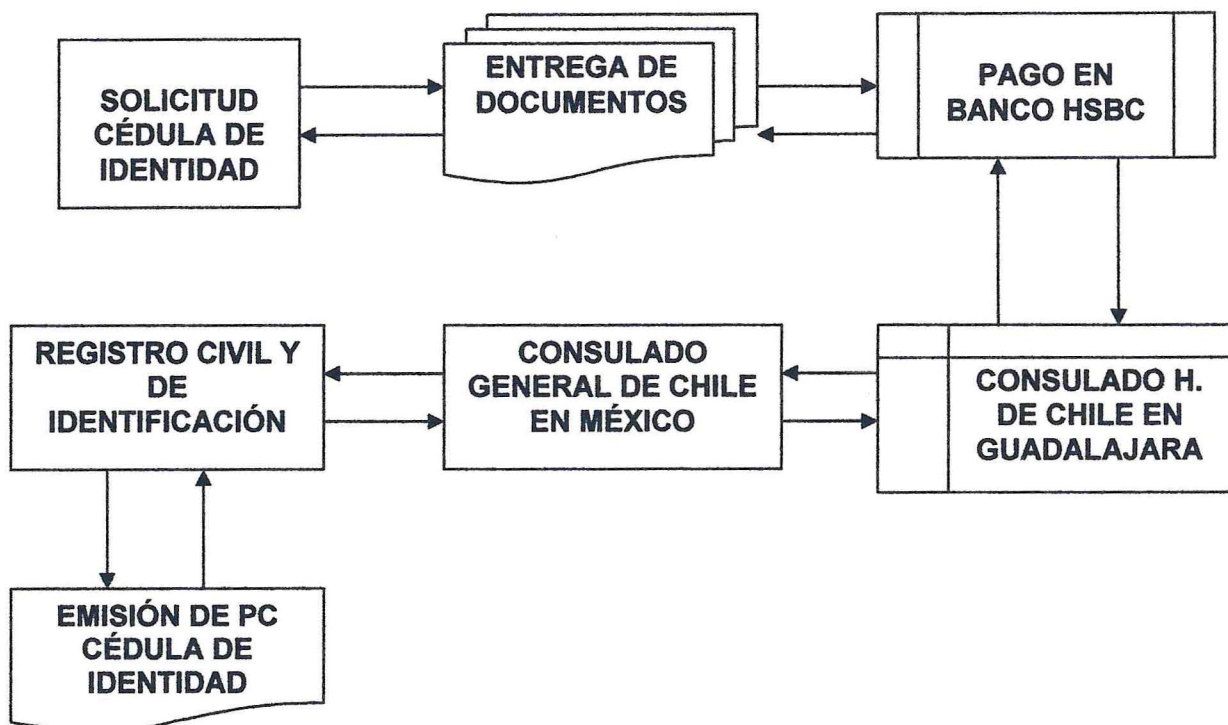 SOLICITUD
CÉDULA DE
IDENTIDAD
ENTREGA DE
DOCUMENTOS
PAGO EN
BANCO HSBC
REGISTRO CIVIL Y
DE
IDENTIFICACIÓN
CONSULADO
GENERAL DE CHILE
EN MÉXICO
CONSULADO H.
DE CHILE EN
GUADALAJARA
EMISIÓN DE PC
CÉDULA DE
IDENTIDAD